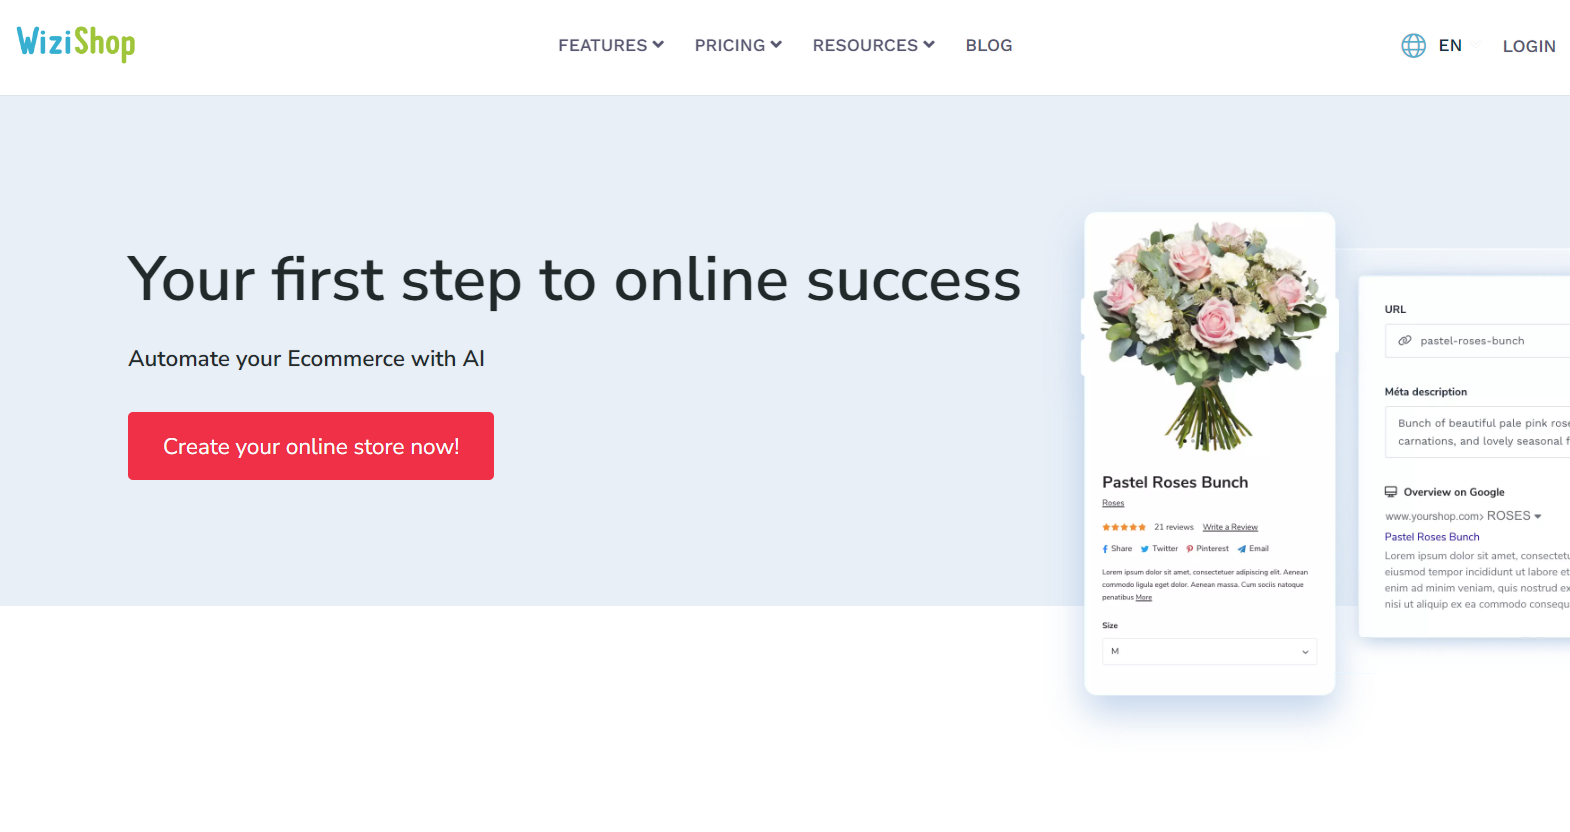 WiziShop
FEATURES
PRICING
RESOURCES
BLOG
EN
LOGIN
Your first step to online success
Automate your Ecommerce with AI
Create your online store now!
Pastel Roses Bunch
Roses
21 reviews Write a Review
Share Twitter Pinterest Email
Lorem ipsum dolor sit amet, consectetuer adipiscing elit. Aenean
commodo ligula eget dolor. Aenean massa. Cum sociis natoque
penatibus More
Size
M
URL
pastel-roses-bunch
Méta description
Bunch of beautiful pale pink rose
carnations, and lovely seasonal f
Overview on Google
www.yourshop.com› ROSES
Pastel Roses Bunch
Lorem ipsum dolor sit amet, consectetu
eiusmod tempor incididunt ut labore et
enim ad minim veniam, quis nostrud ex
nisi ut aliquip ex ea commodo consequ